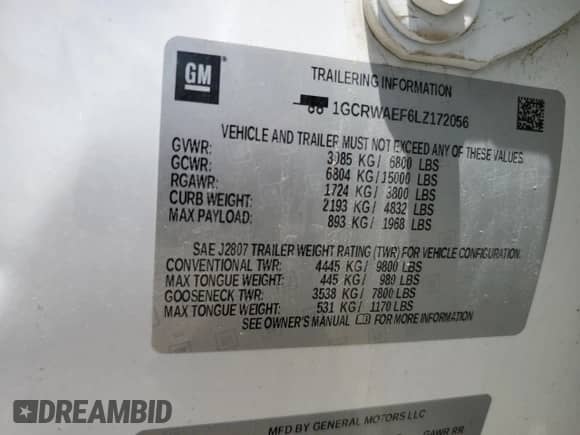 GM
TRAILERING INFORMATION
1GCRWAEF6LZ172056
VEHICLE AND TRAILER MUST NOT EXCEED ANY OF THESE VALUES.
GVWR: 3085 KG/ 6800 LBS
GCWR: 6804 KG/ 15000 LBS
RGAWR: 1724 KG/ 3800 LBS
CURB WEIGHT: 2193 KG/ 4832 LBS
MAX PAYLOAD: 893 KG/ 1968 LBS
SAE J2807 TRAILER WEIGHT RATING (TWR) FOR VEHICLE CONFIGURATION.
CONVENTIONAL TWR: 4445 KG/ 9800 LBS
MAX TONGUE WEIGHT: 445 KG/ 980 LBS
GOOSENECK TWR: 3538 KG/ 7800 LBS
MAX TONGUE WEIGHT: 531 KG/ 1170 LBS
SEE OWNER'S MANUAL FOR MORE INFORMATION
MFD BY GENERAL MOTORS LLC
GAWR RR
DREAMBID